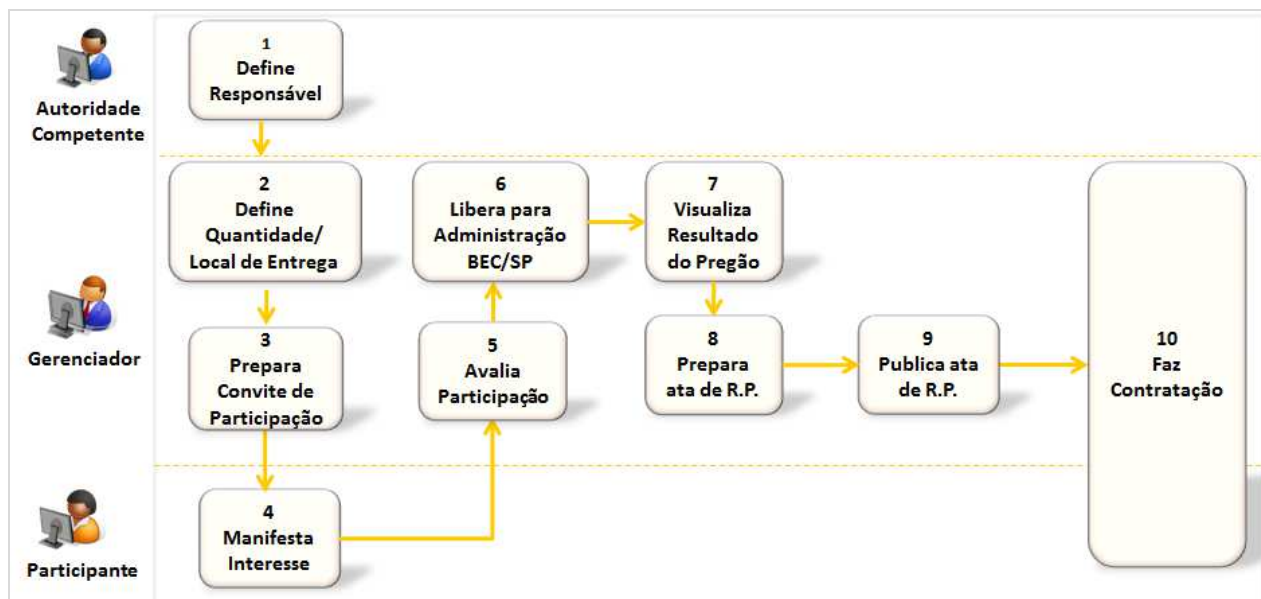 Autoridade
Competente
1
Define
Responsável
Gerenciador
2
Define
Quantidade/
Local de Entrega
3
Prepara
Convite de
Participação
Participante
4
Manifesta
Interesse
5
Avalia
Participação
6
Libera para
Administração
BEC/SP
7
Visualiza
Resultado
do Pregão
8
Prepara
ata de R.P.
9
Publica ata
de R.P.
10
Faz
Contratação